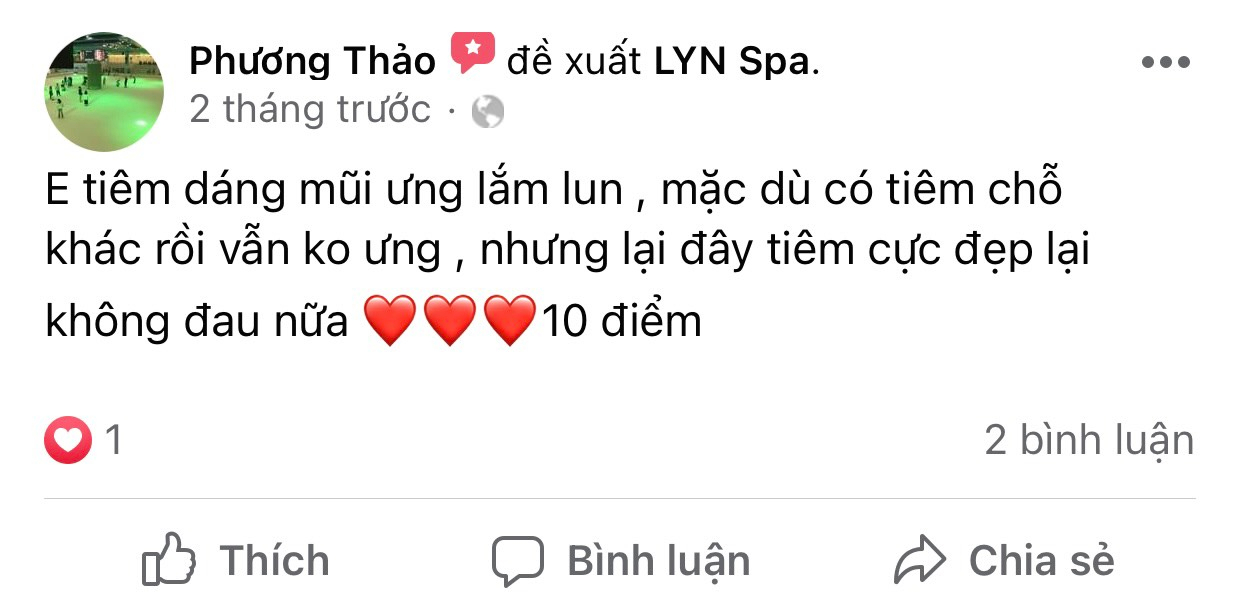 Phương Thảo đề xuất LYN Spa.
2 tháng trước ·
E tiêm dáng mũi ưng lắm lun , mặc dù có tiêm chỗ
khác rồi vẫn ko ưng , nhưng lại đây tiêm cực đẹp lại
không đau nữa ❤️❤️❤️10 điểm
1 2 bình luận
Thích Bình luận Chia sẻ